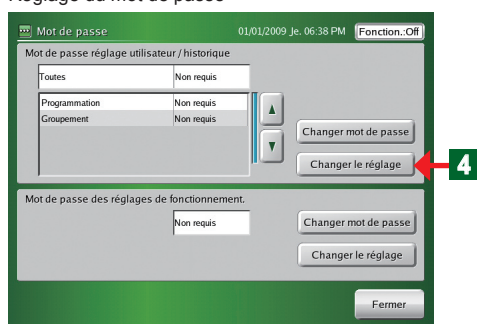 Réglage du mot de passe
Mot de passe
01/01/2009 Je. 06:38 PM
Fonction.:Off
Mot de passe réglage utilisateur / historique
Toutes Non requis
Programmation Non requis
Groupement Non requis
Changer mot de passe
Changer le réglage
4
Mot de passe des réglages de fonctionnement.
Non requis
Changer mot de passe
Changer le réglage
Fermer